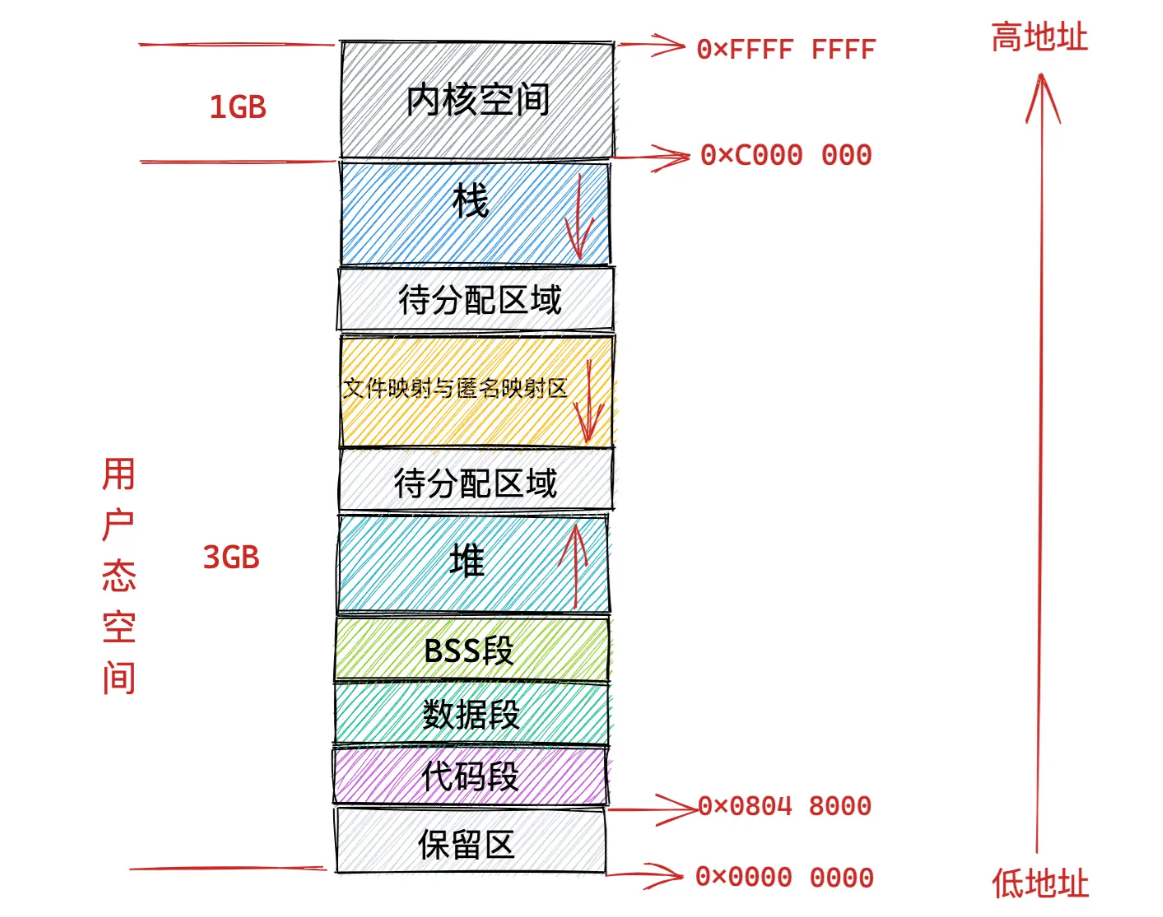 高地址
0×FFFF FFFF
内核空间
1GB
0×C000 000
栈
待分配区域
文件映射与匿名映射区
待分配区域
用户态空间
3GB
堆
BSS段
数据段
代码段
0×0804 8000
保留区
0×0000 0000
低地址